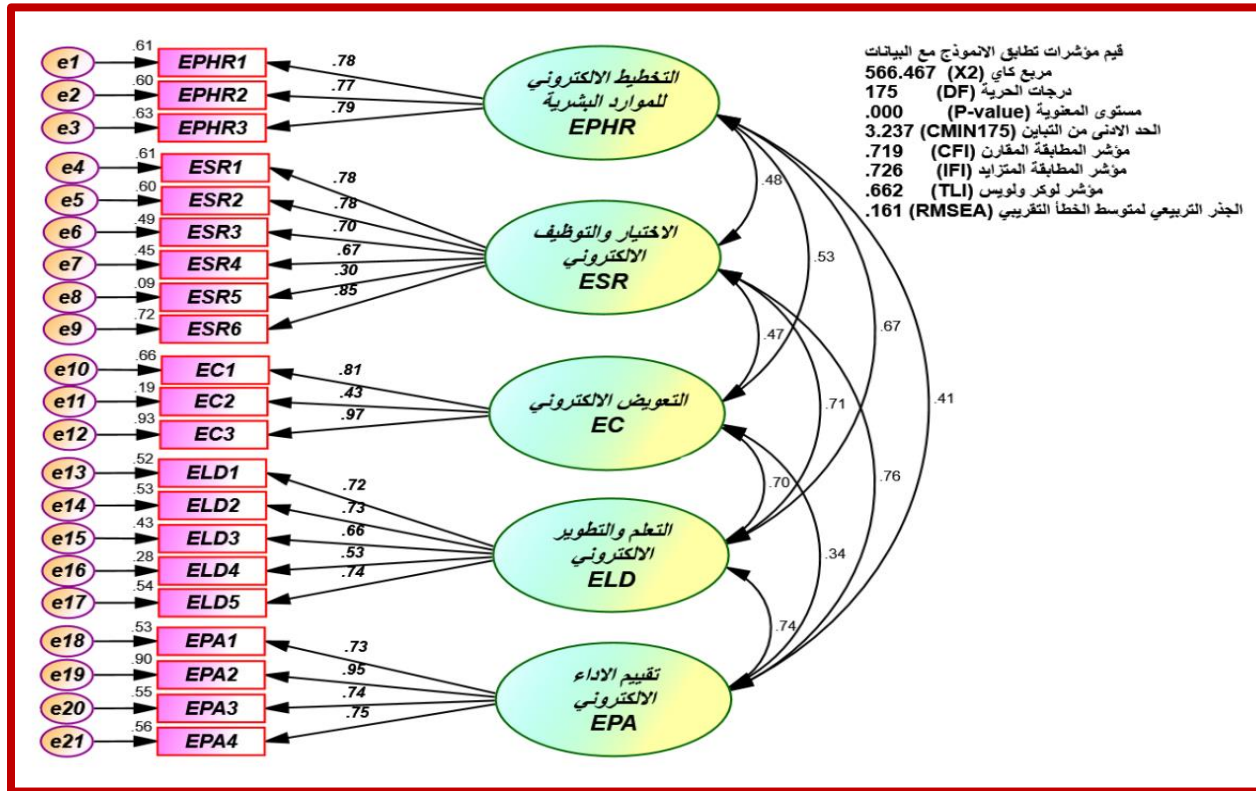 قيم مؤشرات تطابق الانموذج مع البيانات
مربع كاي (X2) 566.467
درجات الحرية (DF) 175
مستوى المعنوية (P-value) .000
الحد الادنى من التباين (CMIN175) 3.237
مؤشر المطابقة المقارن (CFI) .719
مؤشر المطابقة المتزايد (IFI) .726
مؤشر لوكر ولويس (TLI) .662
الجذر التربيعي لمتوسط الخطأ التقريبي (RMSEA) .161
التخطيط الالكتروني
للموارد البشرية
EPHR
e1 .61 EPHR1 .78
e2 .60 EPHR2 .77
e3 .63 EPHR3 .79
الاختيار والتوظيف
الالكتروني
ESR
e4 .61 ESR1 .78
e5 .60 ESR2 .78
e6 .49 ESR3 .70
e7 .45 ESR4 .67
e8 .09 ESR5 .30
e9 .72 ESR6 .85
التعويض الالكتروني
EC
e10 .66 EC1 .81
e11 .19 EC2 .43
e12 .93 EC3 .97
التعلم والتطوير
الالكتروني
ELD
e13 .52 ELD1 .72
e14 .53 ELD2 .73
e15 .43 ELD3 .66
e16 .28 ELD4 .53
e17 .54 ELD5 .74
تقييم الاداء
الالكتروني
EPA
e18 .53 EPA1 .73
e19 .90 EPA2 .95
e20 .55 EPA3 .74
e21 .56 EPA4 .75
.48
.53
.67
.47
.71
.41
.76
.70
.34
.74